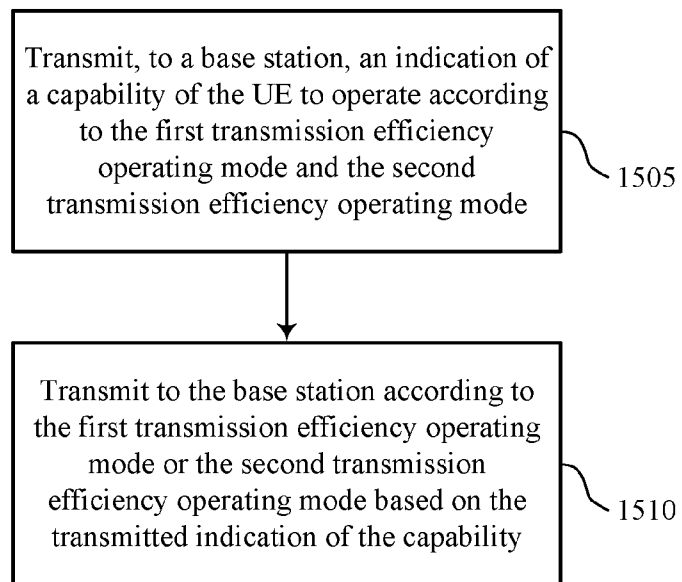 Transmit, to a base station, an indication of
a capability of the UE to operate according
to the first transmission efficiency
operating mode and the second
transmission efficiency operating mode
1505
Transmit to the base station according to
the first transmission efficiency operating
mode or the second transmission
efficiency operating mode based on the
transmitted indication of the capability
1510